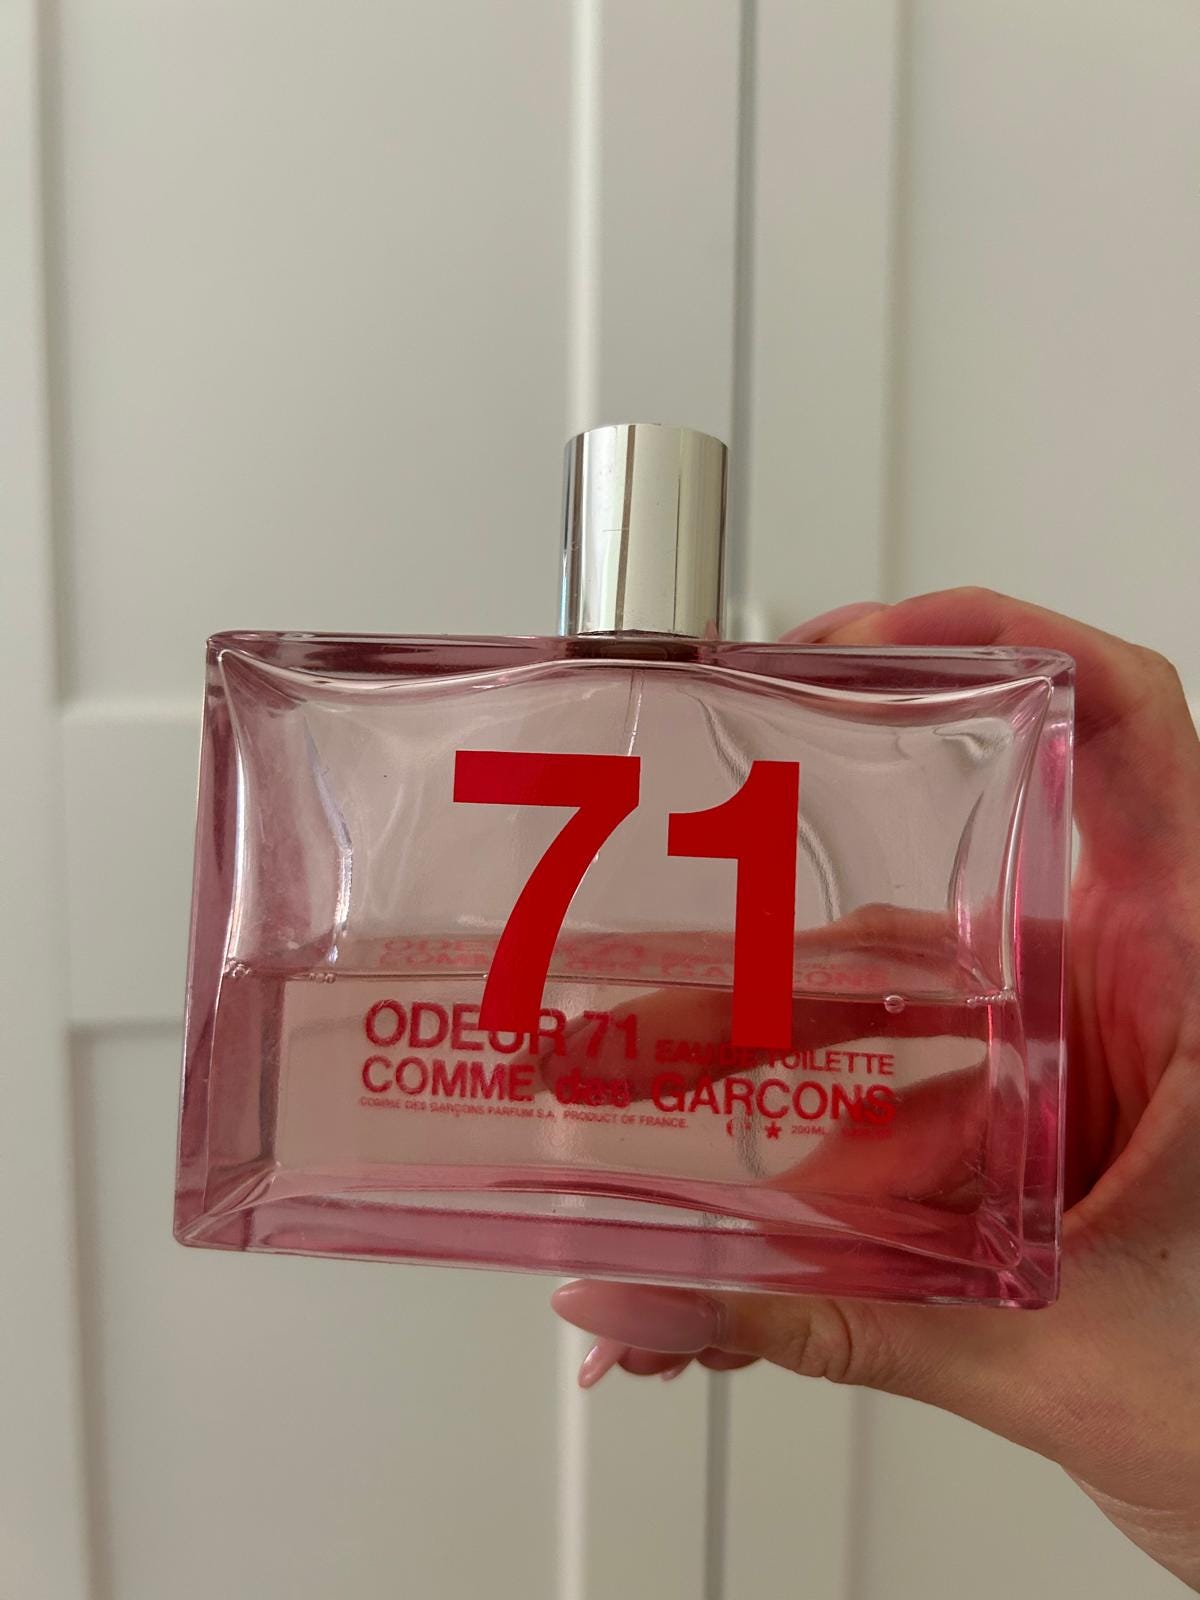 71
ODEUR 71 EAU DE TOILETTE
COMME des GARCONS
COMME DES GARÇONS PARFUM S.A. PRODUCT OF FRANCE.
200ML